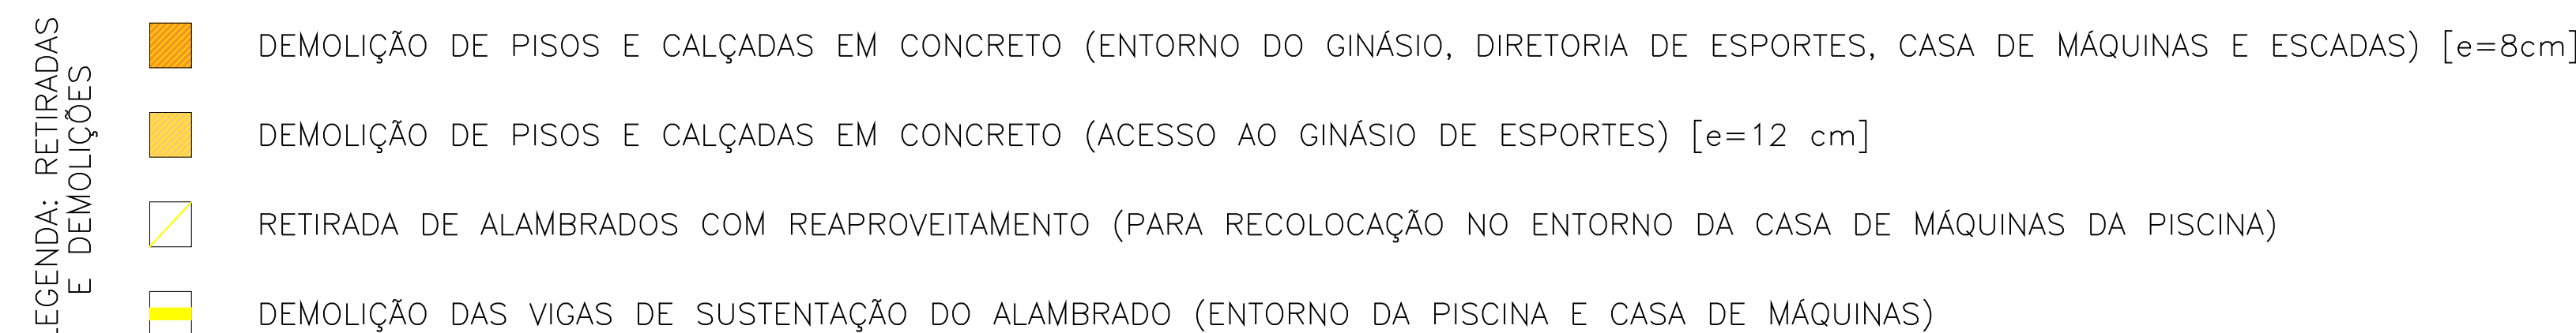 LEGENDA: RETIRADAS
E DEMOLIÇÕES
DEMOLIÇÃO DE PISOS E CALÇADAS EM CONCRETO (ENTORNO DO GINÁSIO, DIRETORIA DE ESPORTES, CASA DE MÁQUINAS E ESCADAS) [e=8cm]
DEMOLIÇÃO DE PISOS E CALÇADAS EM CONCRETO (ACESSO AO GINÁSIO DE ESPORTES) [e=12 cm]
RETIRADA DE ALAMBRADOS COM REAPROVEITAMENTO (PARA RECOLOCAÇÃO NO ENTORNO DA CASA DE MÁQUINAS DA PISCINA)
DEMOLIÇÃO DAS VIGAS DE SUSTENTAÇÃO DO ALAMBRADO (ENTORNO DA PISCINA E CASA DE MÁQUINAS)